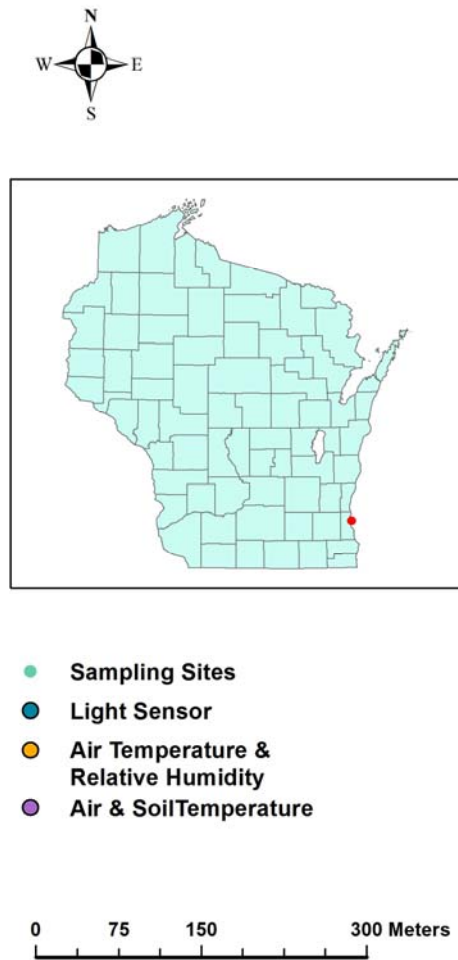 N
W E
S
Sampling Sites
Light Sensor
Air Temperature &
Relative Humidity
Air & SoilTemperature
0 75 150 300 Meters